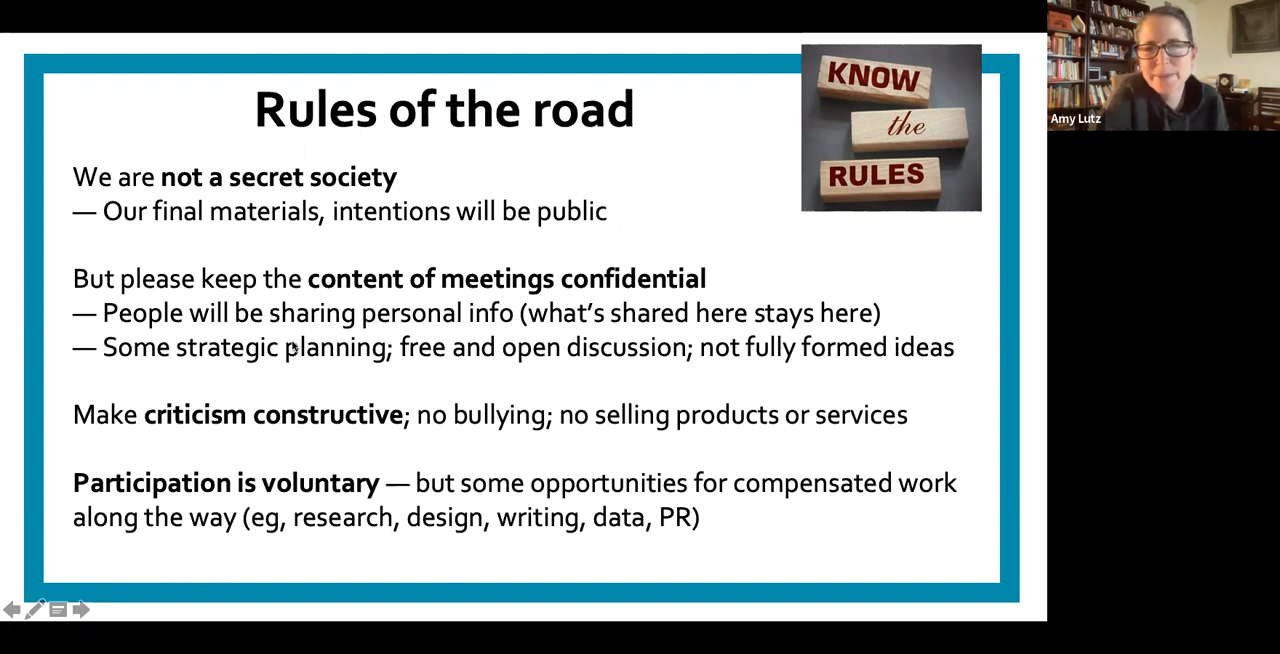 Rules of the road
KNOW
the
RULES
Amy Lutz
We are not a secret society
— Our final materials, intentions will be public
But please keep the content of meetings confidential
— People will be sharing personal info (what’s shared here stays here)
— Some strategic planning; free and open discussion; not fully formed ideas
Make criticism constructive; no bullying; no selling products or services
Participation is voluntary — but some opportunities for compensated work
along the way (eg, research, design, writing, data, PR)